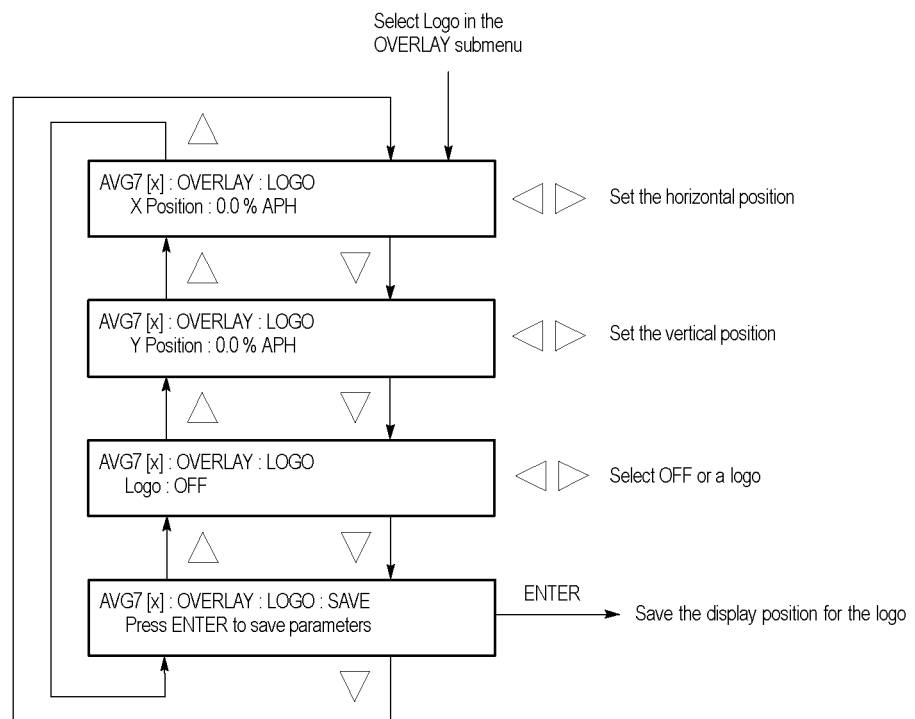 Select Logo in the
OVERLAY submenu
AVG7 [x] : OVERLAY : LOGO
X Position : 0.0 % APH
Set the horizontal position
AVG7 [x] : OVERLAY : LOGO
Y Position : 0.0 % APH
Set the vertical position
AVG7 [x] : OVERLAY : LOGO
Logo : OFF
Select OFF or a logo
AVG7 [x] : OVERLAY : LOGO : SAVE
Press ENTER to save parameters
ENTER
Save the display position for the logo